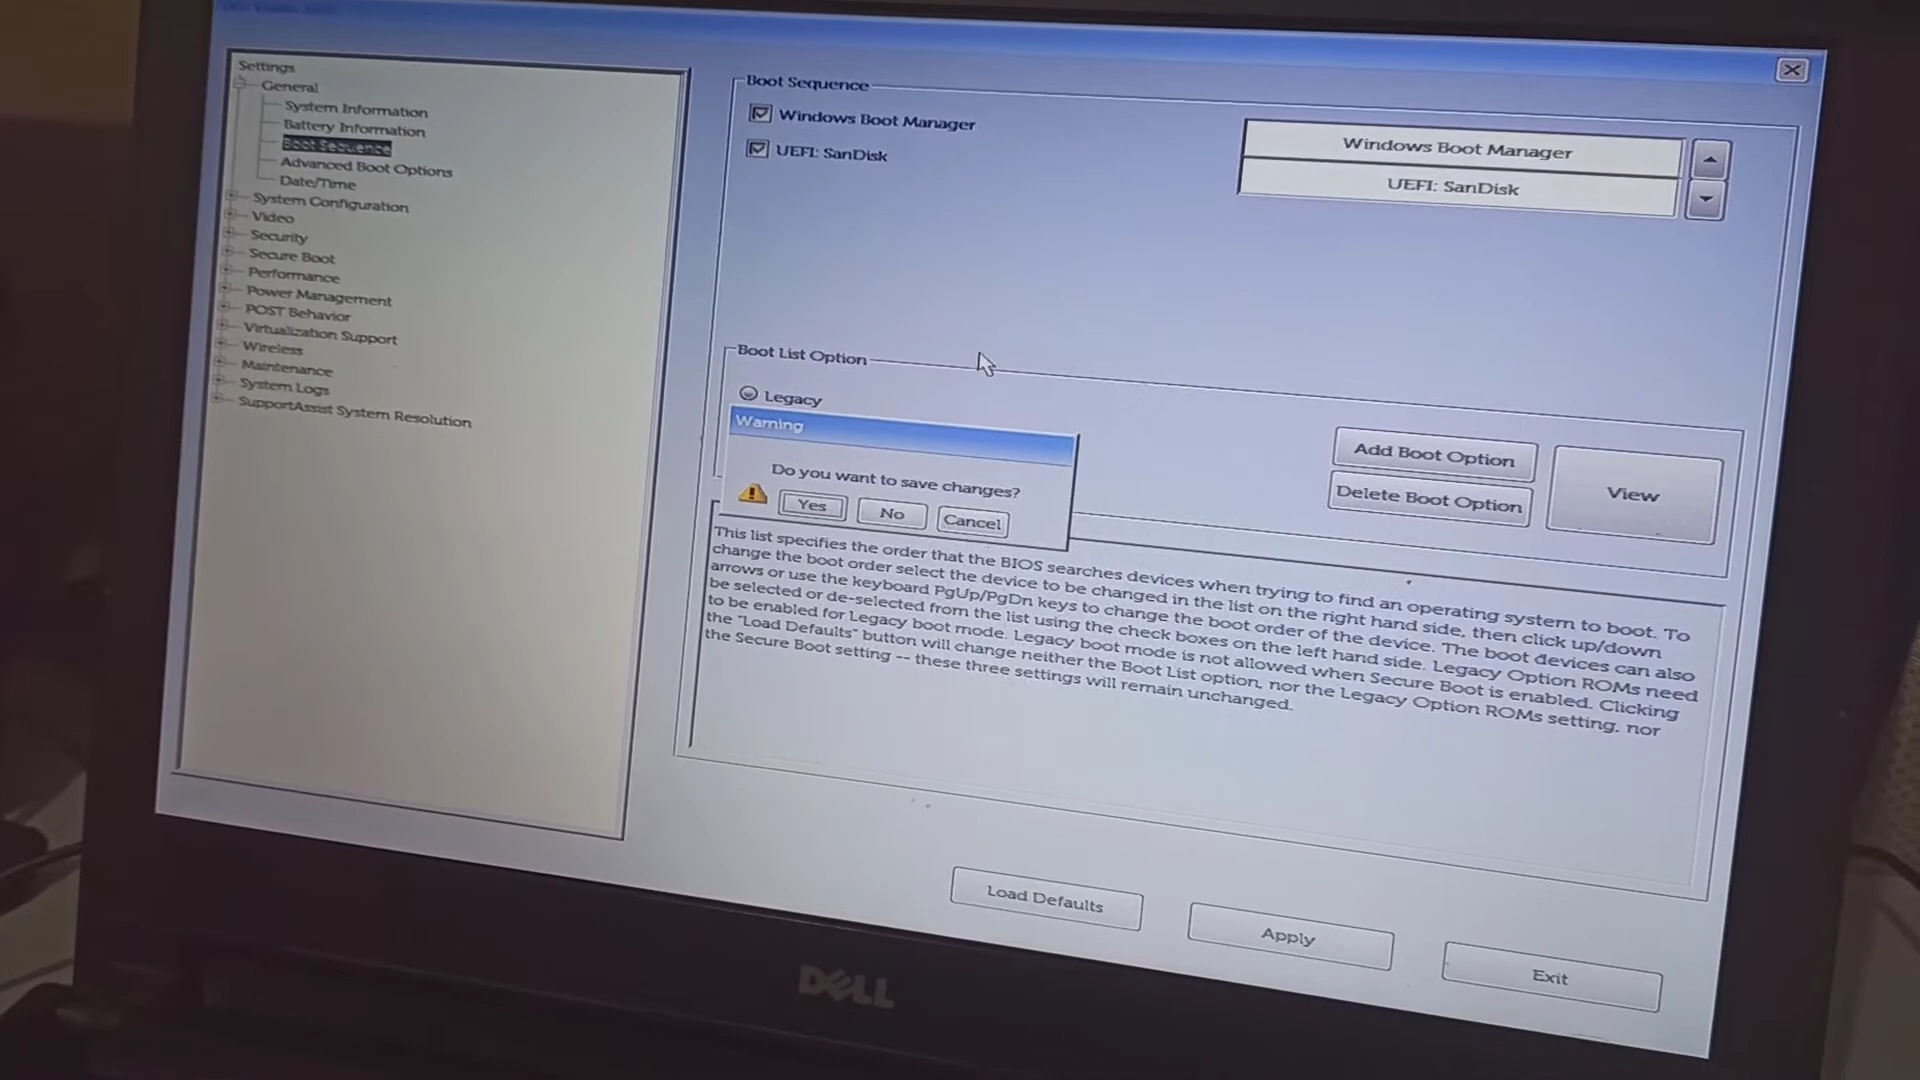 Settings
General
System Information
Battery Information
Boot Sequence
Advanced Boot Options
Date/Time
System Configuration
Video
Security
Secure Boot
Performance
Power Management
POST Behavior
Virtualization Support
Wireless
Maintenance
System Logs
SupportAssist System Resolution
Boot Sequence
Windows Boot Manager
UEFI: SanDisk
Windows Boot Manager
UEFI: SanDisk
Boot List Option
Legacy
Warning
Do you want to save changes?
Yes
No
Cancel
Add Boot Option
Delete Boot Option
View
This list specifies the order that the BIOS searches devices when trying to find an operating system to boot. To
change the boot order select the device to be changed in the list on the right hand side, then click up/down
arrows or use the keyboard PgUp/PgDn keys to change the boot order of the device. The boot devices can also
be selected or de-selected from the list using the check boxes on the left hand side. Legacy Option ROMs need
to be enabled for Legacy boot mode. Legacy boot mode is not allowed when Secure Boot is enabled. Clicking
the "Load Defaults" button will change neither the Boot List option, nor the Legacy Option ROMs setting, nor
the Secure Boot setting -- these three settings will remain unchanged.
Load Defaults
Apply
Exit
DELL